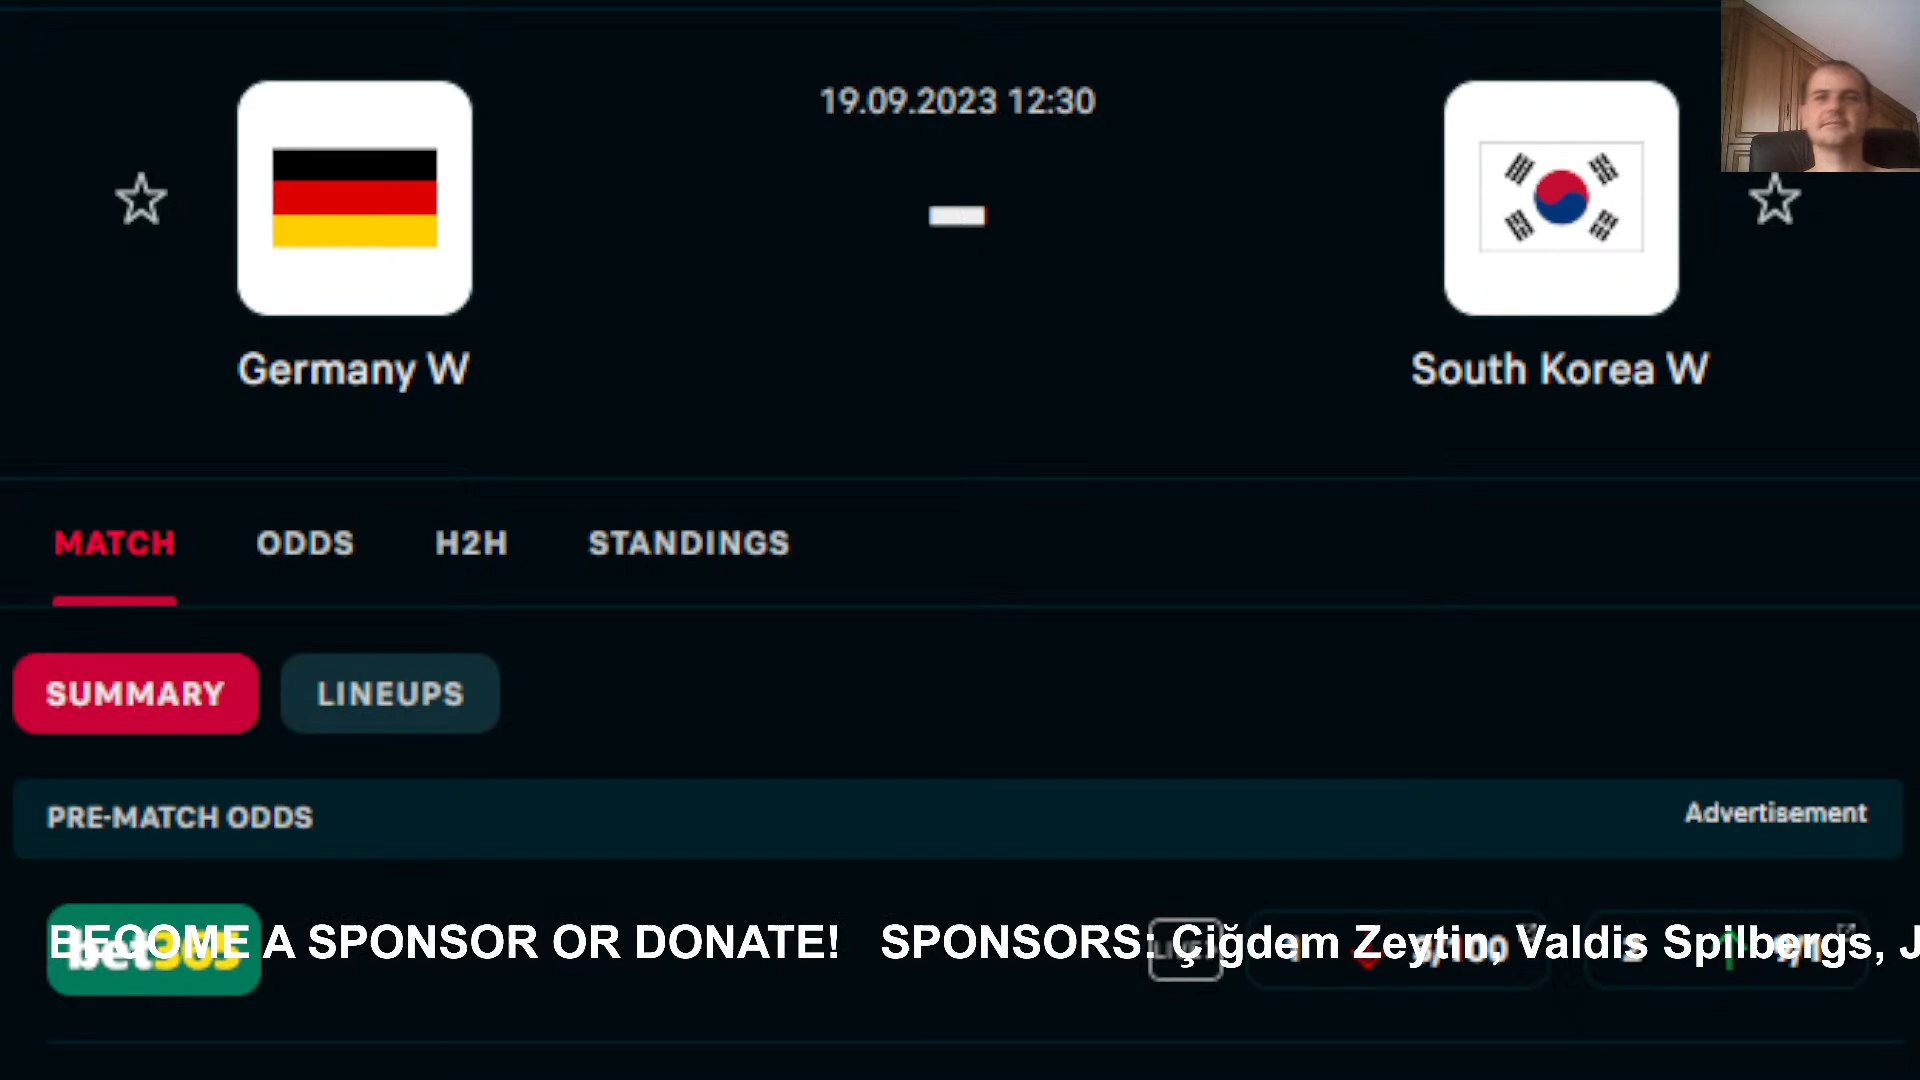 19.09.2023 12:30
-
Germany W
South Korea W
MATCH ODDS H2H STANDINGS
SUMMARY LINEUPS
PRE-MATCH ODDS
Advertisement
bet365
BECOME A SPONSOR OR DONATE! SPONSORS: Çiğdem Zeytin, Valdis Spilbergs, J